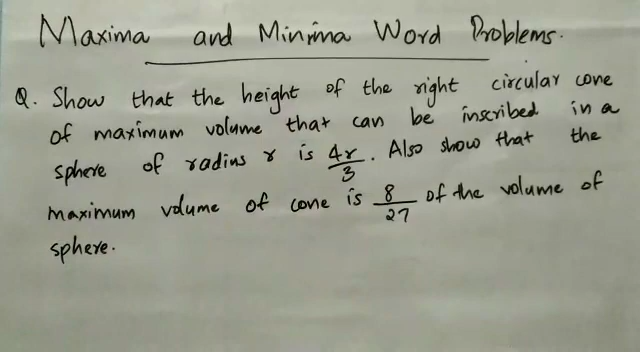 Maxima and Minima Word Problems.
Q. Show that the height of the right circular cone
of maximum volume that can be inscribed in a
sphere of radius r is 4r/3. Also show that the
maximum volume of cone is 8/27 of the volume of
sphere.